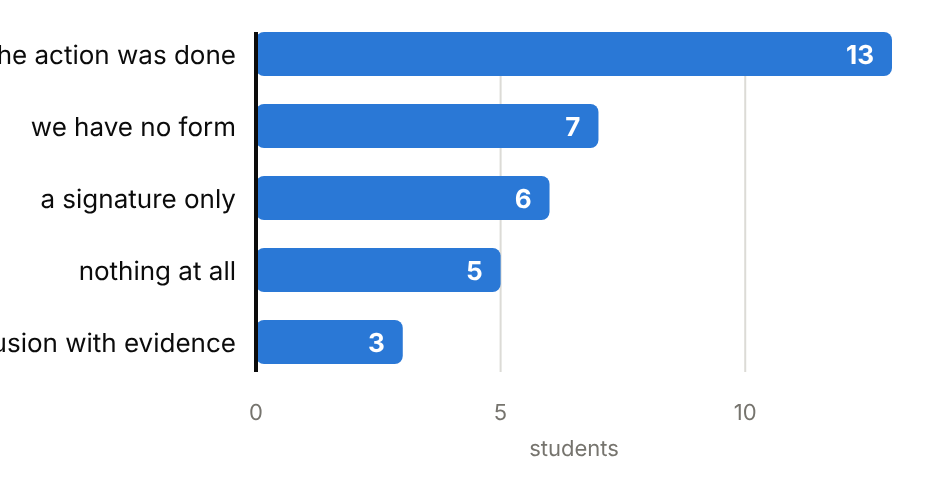 he action was done
13
we have no form
7
a signature only
6
nothing at all
5
usion with evidence
3
0 5 10
students